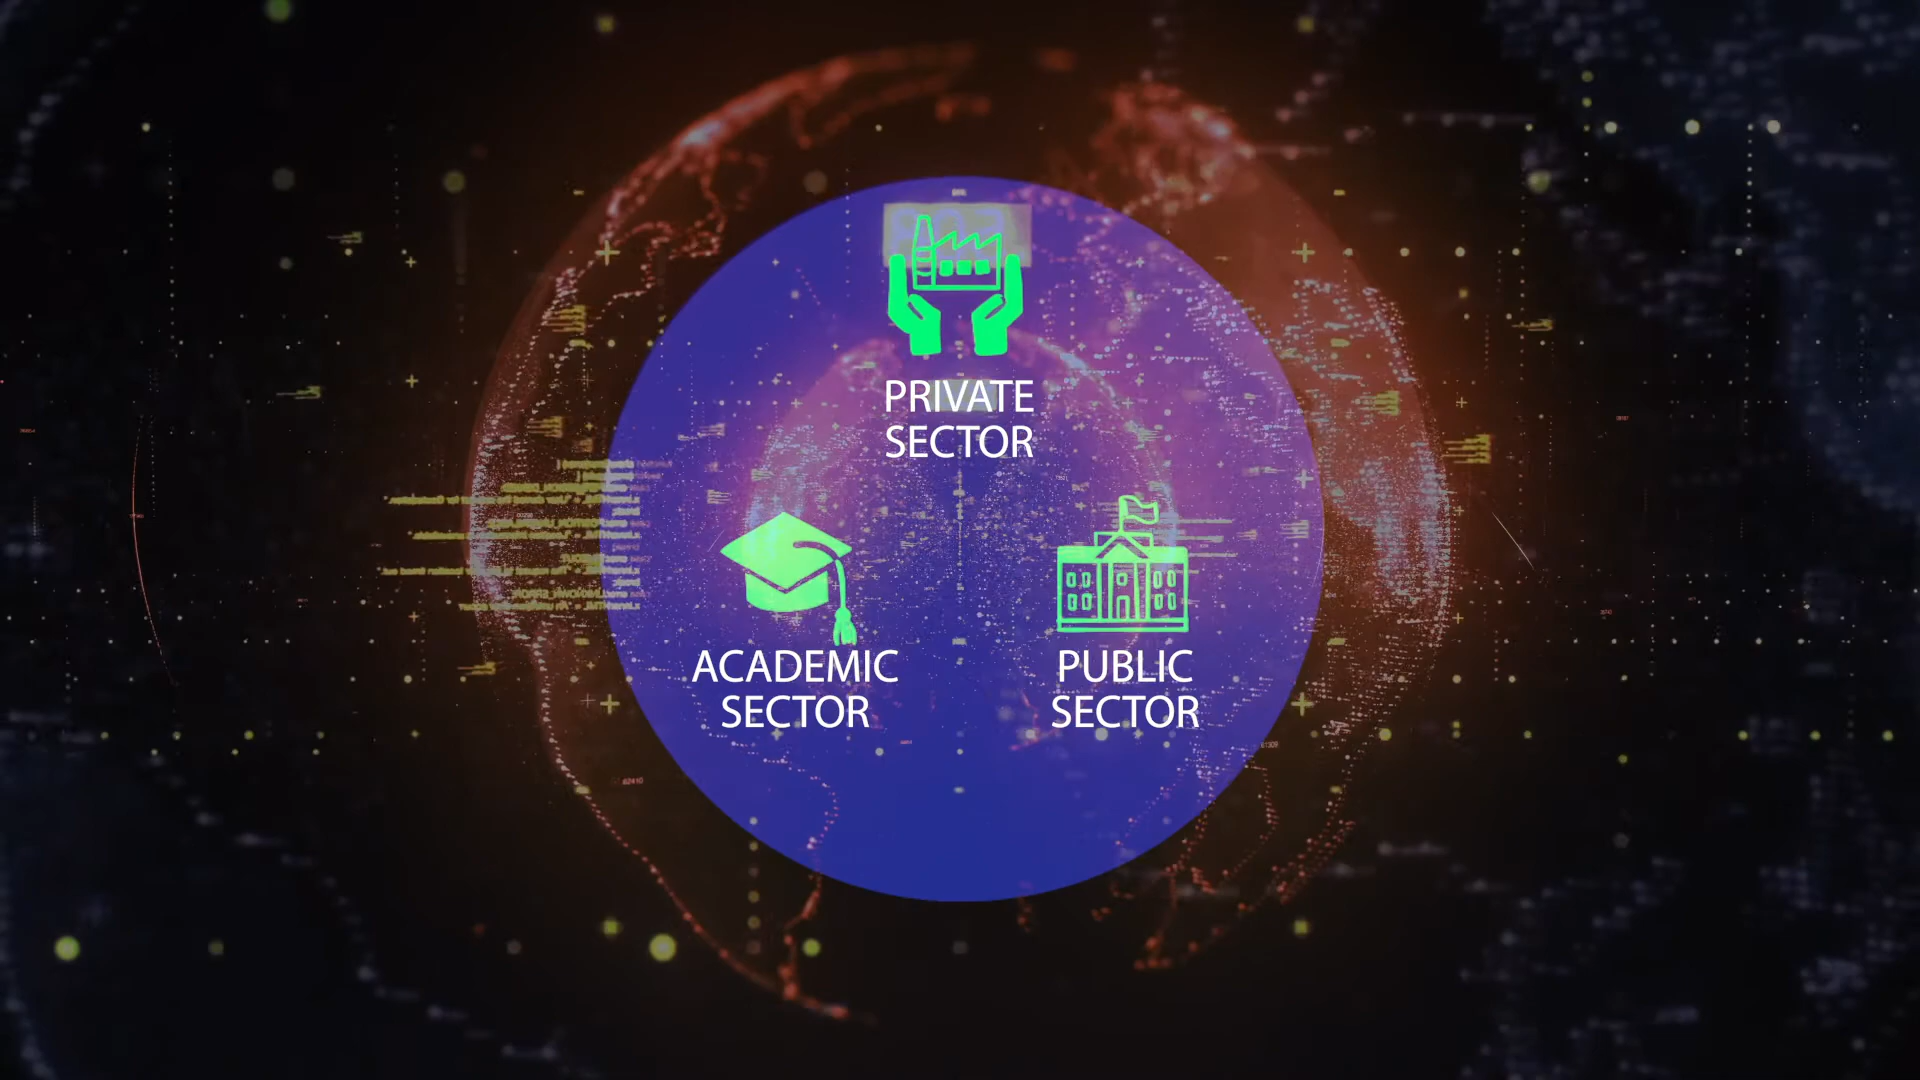 PRIVATE
SECTOR
ACADEMIC
SECTOR
PUBLIC
SECTOR